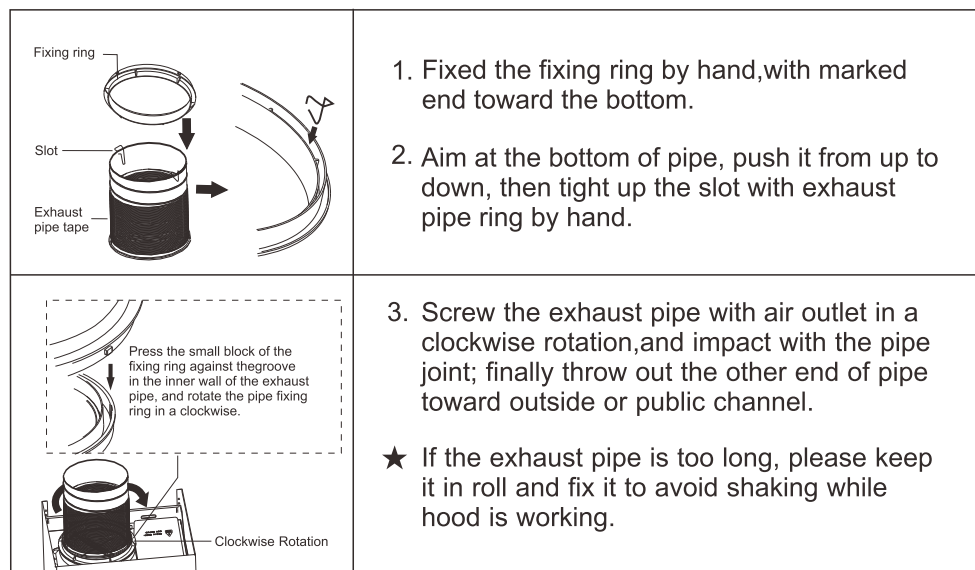 Fixing ring
Slot
Exhaust
pipe tape
1. Fixed the fixing ring by hand,with marked
end toward the bottom.
2. Aim at the bottom of pipe, push it from up to
down, then tight up the slot with exhaust
pipe ring by hand.
Press the small block of the
fixing ring against thegroove
in the inner wall of the exhaust
pipe, and rotate the pipe fixing
ring in a clockwise.
Clockwise Rotation
3. Screw the exhaust pipe with air outlet in a
clockwise rotation,and impact with the pipe
joint; finally throw out the other end of pipe
toward outside or public channel.
★ If the exhaust pipe is too long, please keep
it in roll and fix it to avoid shaking while
hood is working.